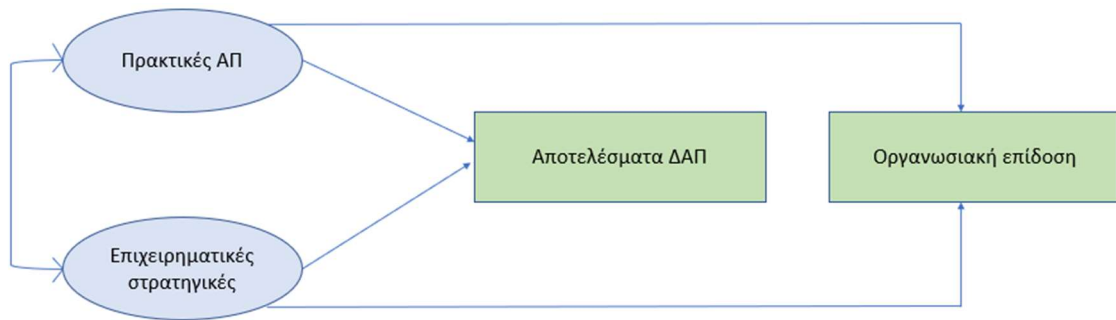 Πρακτικές ΑΠ
Αποτελέσματα ΔΑΠ
Οργανωσιακή επίδοση
Επιχειρηματικές
στρατηγικές